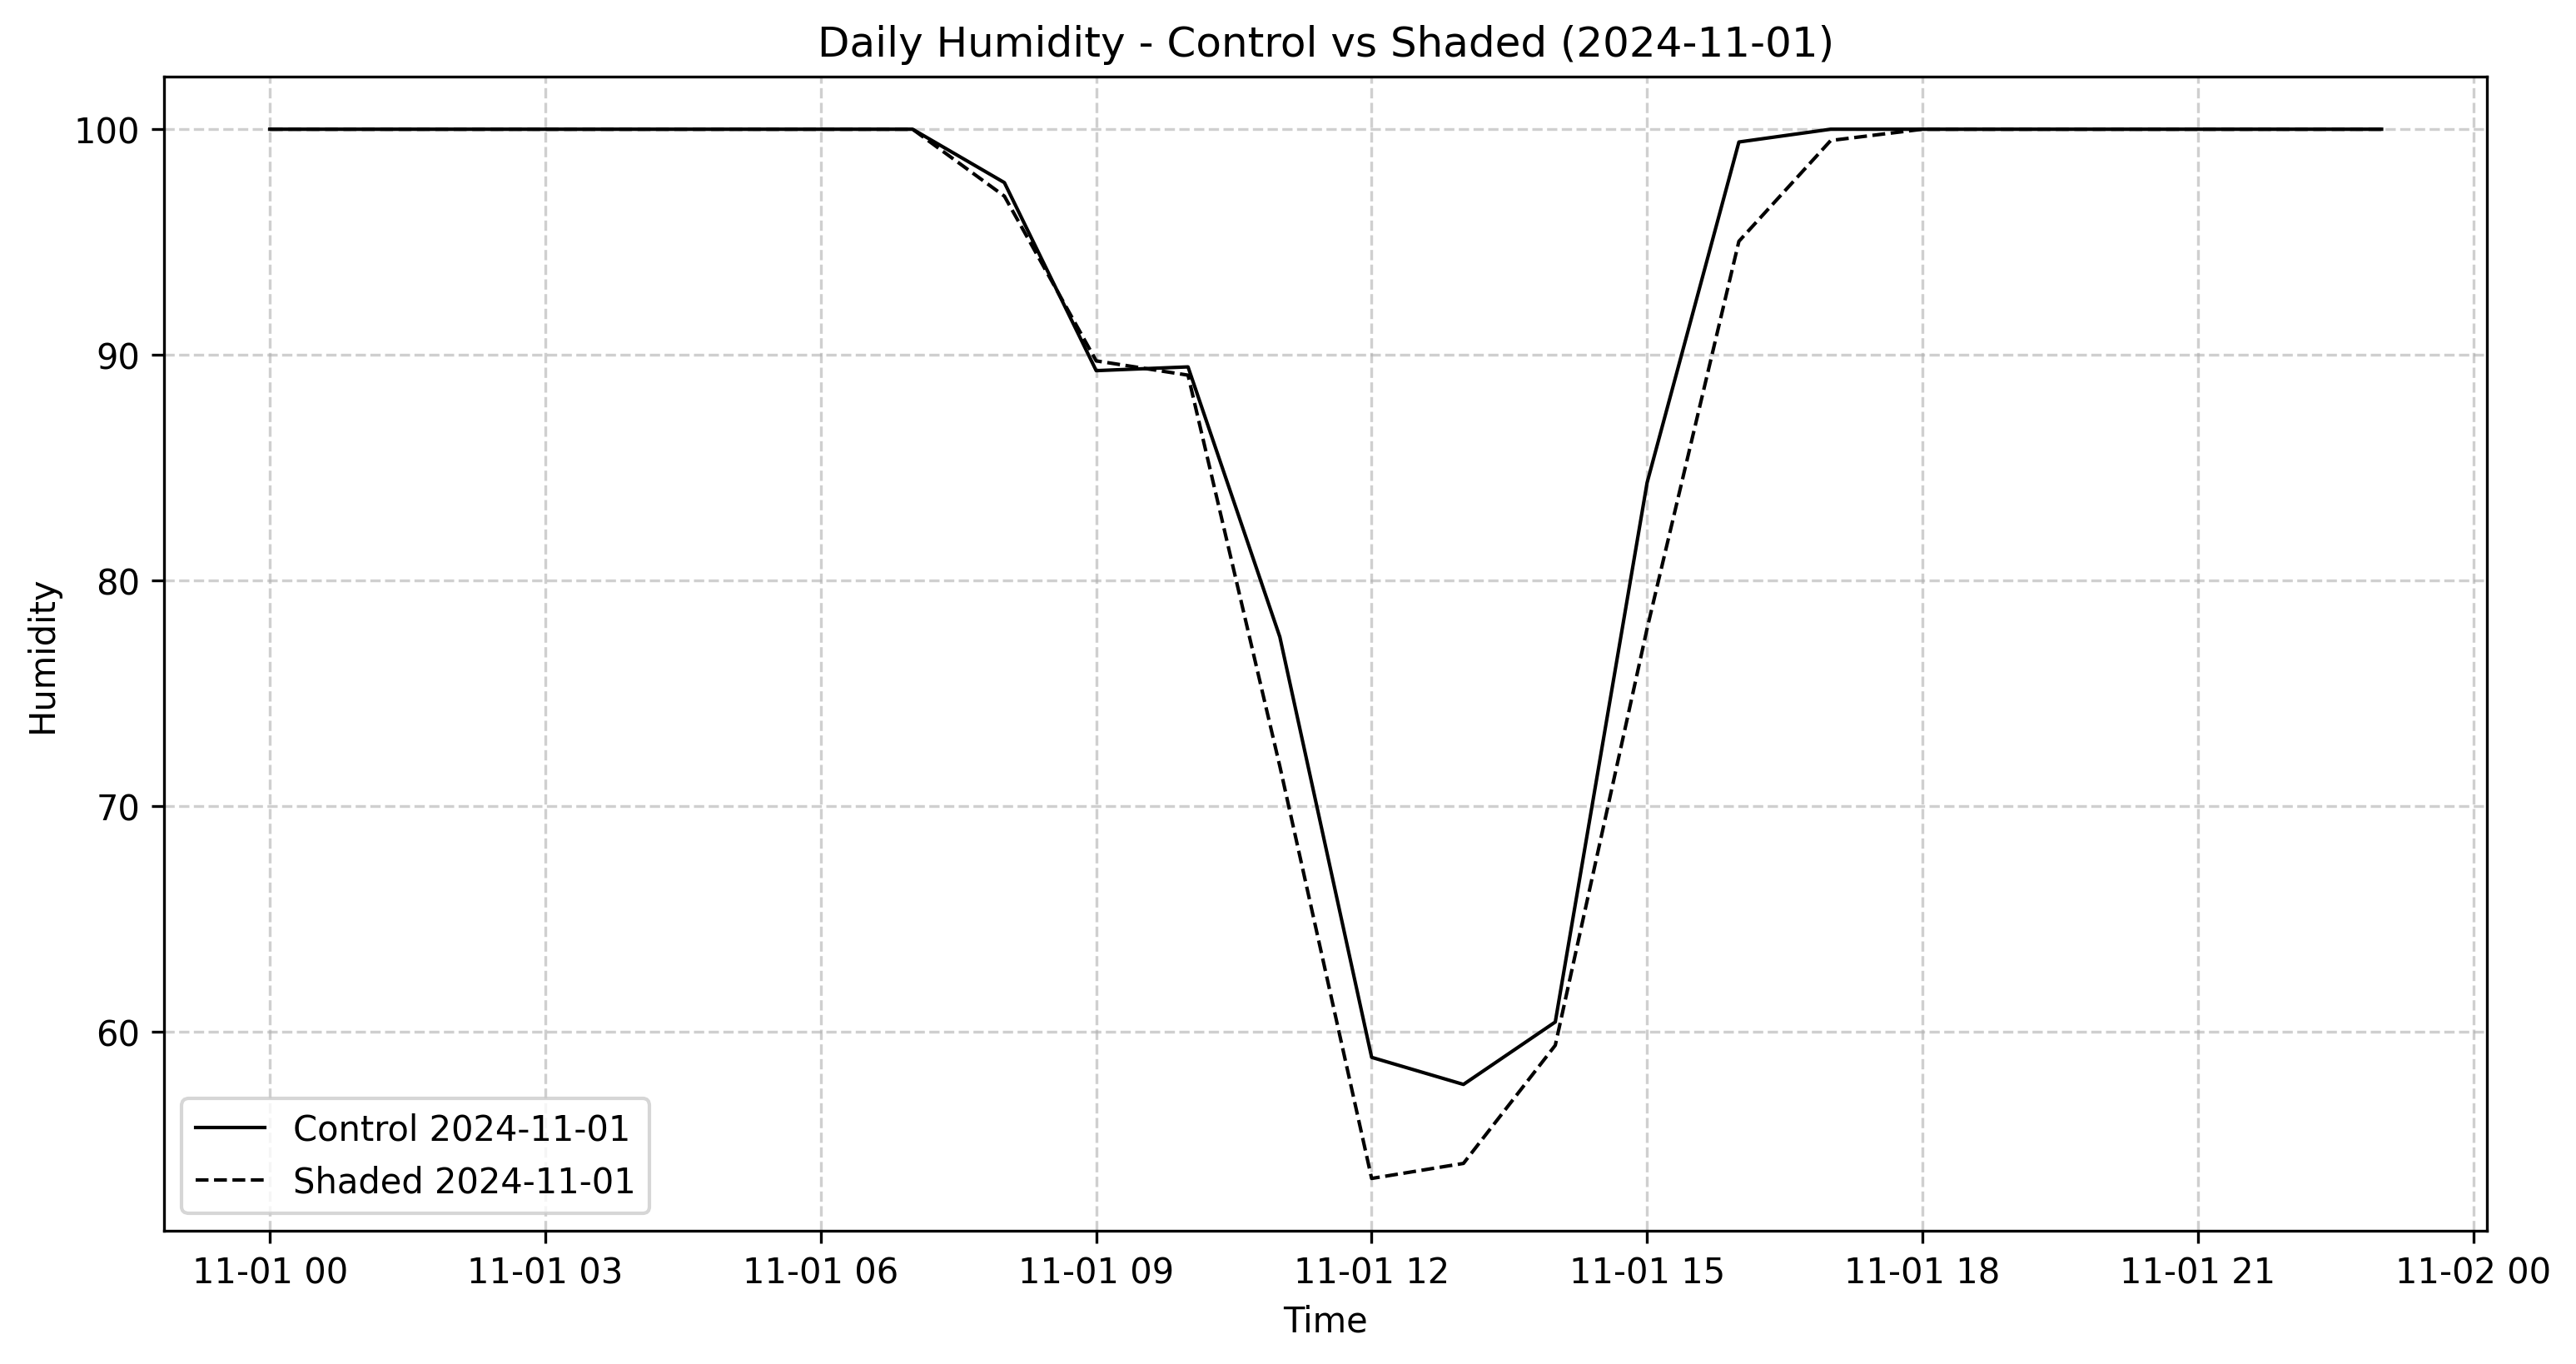 Daily Humidity - Control vs Shaded (2024-11-01)
Humidity
100
90
80
70
60
Control 2024-11-01
Shaded 2024-11-01
11-01 00 11-01 03 11-01 06 11-01 09 11-01 12 11-01 15 11-01 18 11-01 21 11-02 00
Time